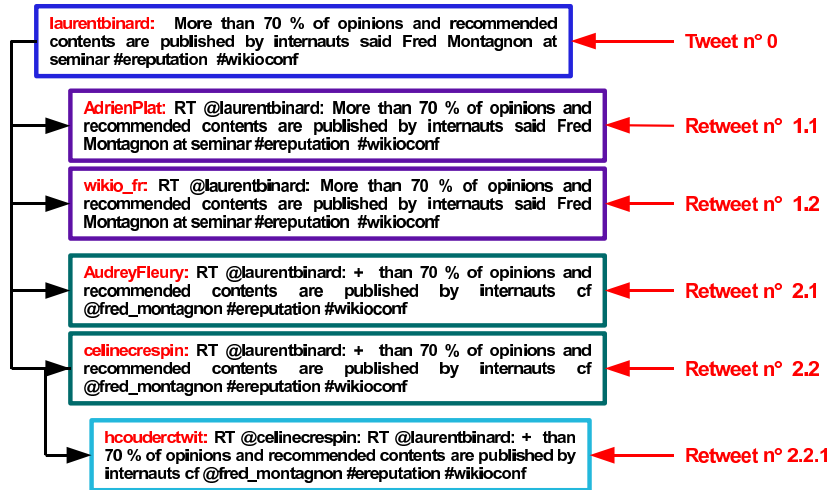 laurentbinard: More than 70 % of opinions and recommended
contents are published by internauts said Fred Montagnon at
seminar #ereputation #wikioconf
Tweet n° 0
AdrienPlat: RT @laurentbinard: More than 70 % of opinions and
recommended contents are published by internauts said Fred
Montagnon at seminar #ereputation #wikioconf
Retweet n° 1.1
wikio_fr: RT @laurentbinard: More than 70 % of opinions and
recommended contents are published by internauts said Fred
Montagnon at seminar #ereputation #wikioconf
Retweet n° 1.2
AudreyFleury: RT @laurentbinard: + than 70 % of opinions and
recommended contents are published by internauts cf
@fred_montagnon #ereputation #wikioconf
Retweet n° 2.1
celinecrespin: RT @laurentbinard: + than 70 % of opinions and
recommended contents are published by internauts cf
@fred_montagnon #ereputation #wikioconf
Retweet n° 2.2
hcouderctwit: RT @celinecrespin: RT @laurentbinard: + than
70 % of opinions and recommended contents are published by
internauts cf @fred_montagnon #ereputation #wikioconf
Retweet n° 2.2.1